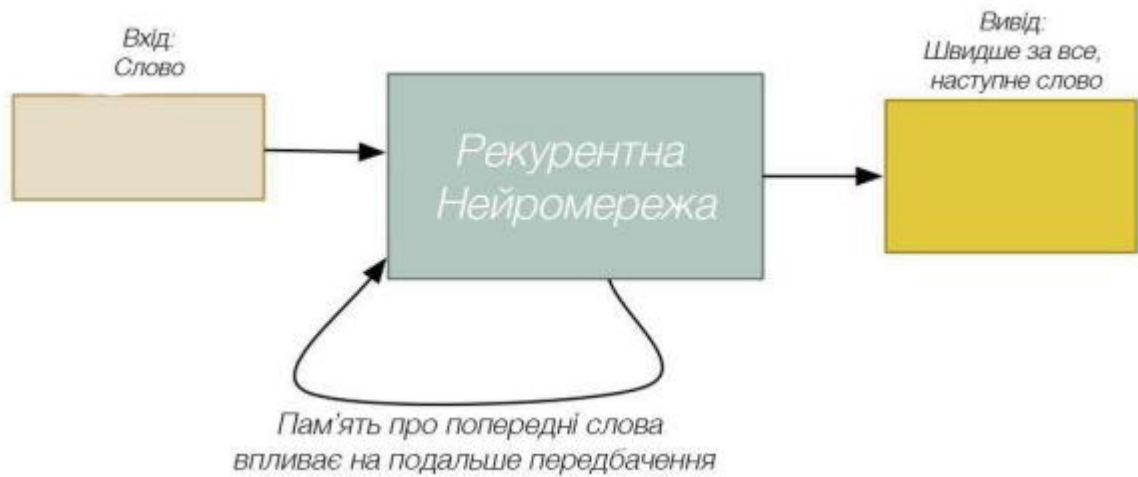 Вхід:
Слово
Вивід:
Швидше за все,
наступне слово
Рекурентна
Нейромережа
Пам'ять про попередні слова
впливає на подальше передбачення